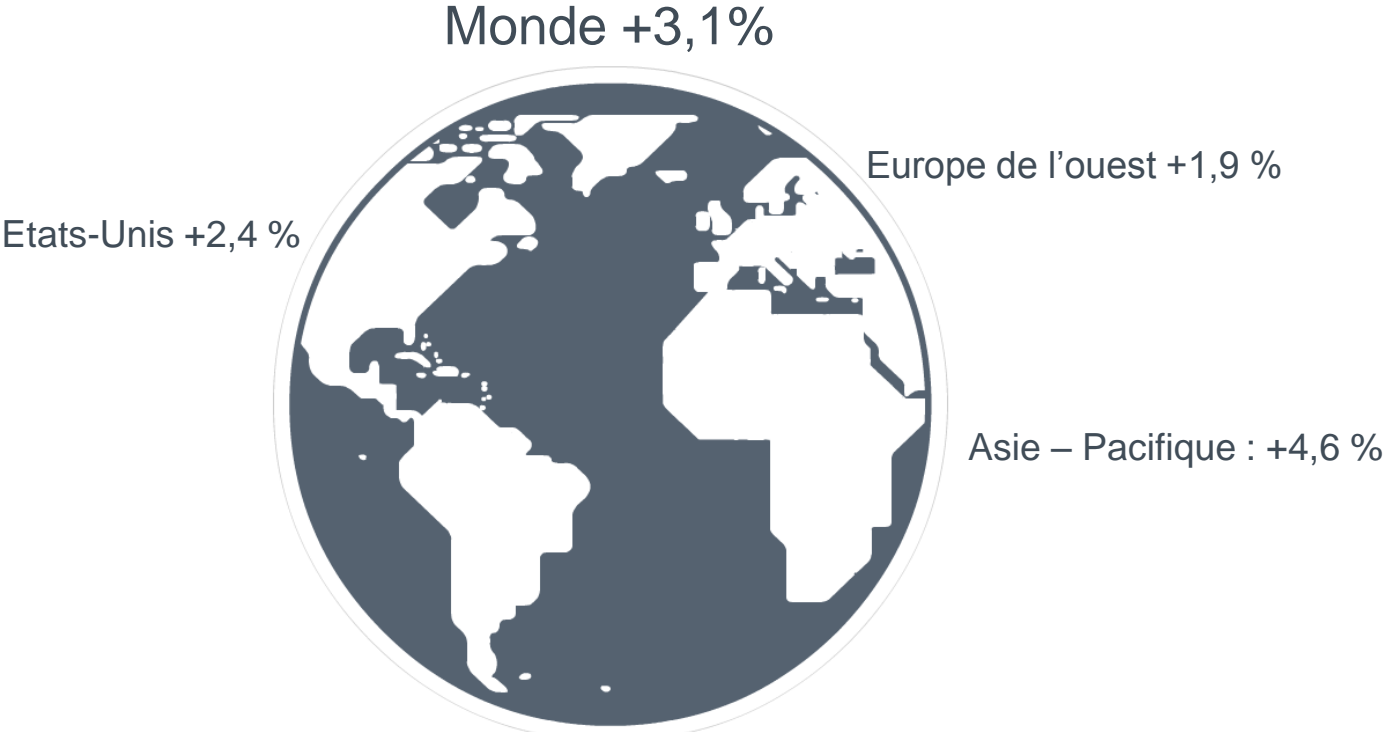 Monde +3,1%
Europe de l’ouest +1,9 %
Etats-Unis +2,4 %
Asie – Pacifique : +4,6 %